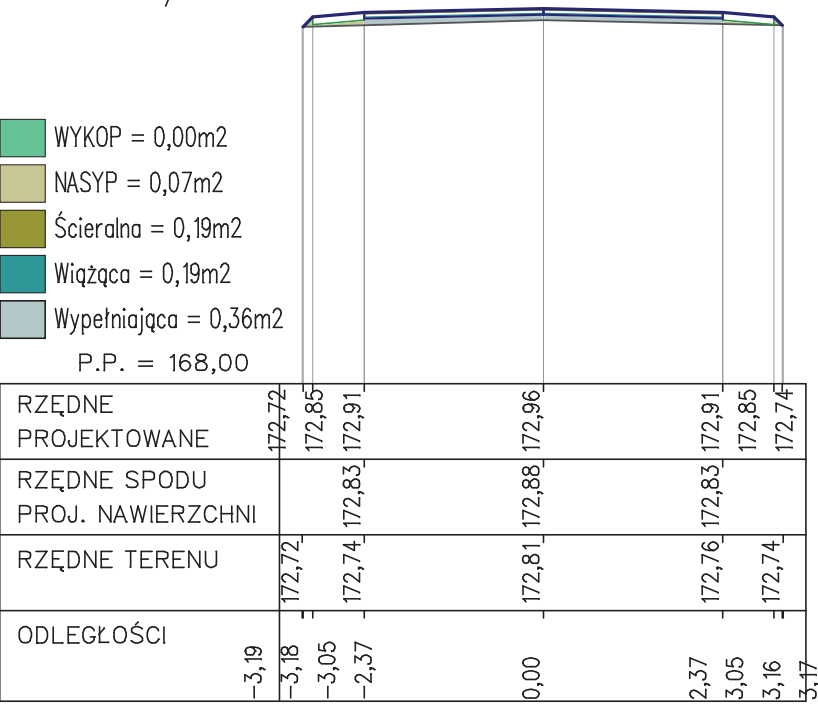 WYKOP = 0,00m2
NASYP = 0,07m2
Ścieralna = 0,19m2
Wiążąca = 0,19m2
Wypełniająca = 0,36m2
P.P. = 168,00
RZĘDNE
PROJEKTOWANE
172,72 172,85 172,91 172,96 172,91 172,85 172,74
RZĘDNE SPODU
PROJ. NAWIERZCHNI
172,83 172,88 172,83
RZĘDNE TERENU
172,72 172,74 172,81 172,76 172,74
ODLEGŁOŚCI
-3,19 -3,18 -3,05 -2,37 0,00 2,37 3,05 3,16 3,17